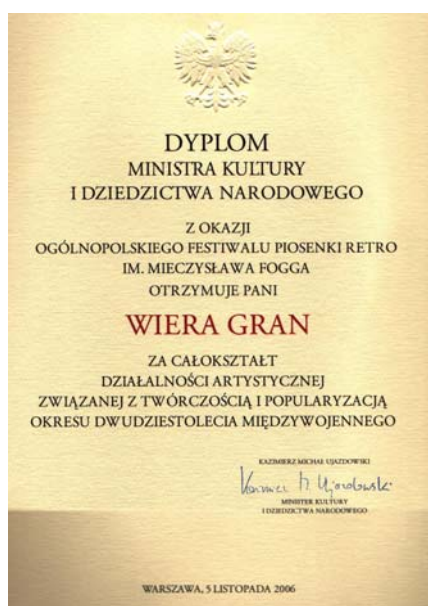 DYPLOM
MINISTRA KULTURY
I DZIEDZICTWA NARODOWEGO
Z OKAZJI
OGÓLNOPOLSKIEGO FESTIWALU PIOSENKI RETRO
IM. MIECZYSŁAWA FOGGA
OTRZYMUJE PANI
WIERA GRAN
ZA CAŁOKSZTAŁT
DZIAŁALNOŚCI ARTYSTYCZNEJ
ZWIĄZANEJ Z TWÓRCZOŚCIĄ I POPULARYZACJĄ
OKRESU DWUDZIESTOLECIA MIĘDZYWOJENNEGO
KAZIMIERZ MICHAŁ UJAZDOWSKI
Kazimierz M Ujazdowski
MINISTER KULTURY
I DZIEDZICTWA NARODOWEGO
WARSZAWA, 5 LISTOPADA 2006